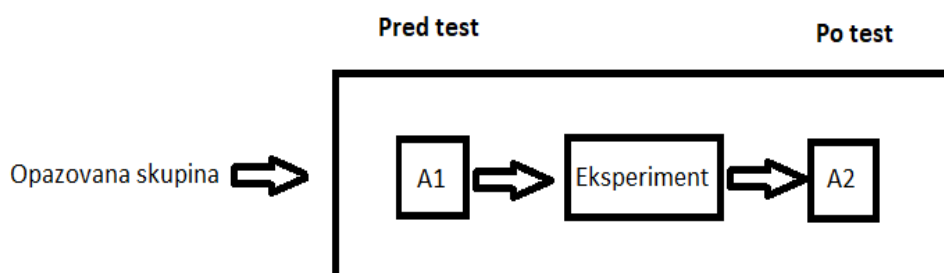 Pred test
Po test
Opazovana skupina
A1
Eksperiment
A2